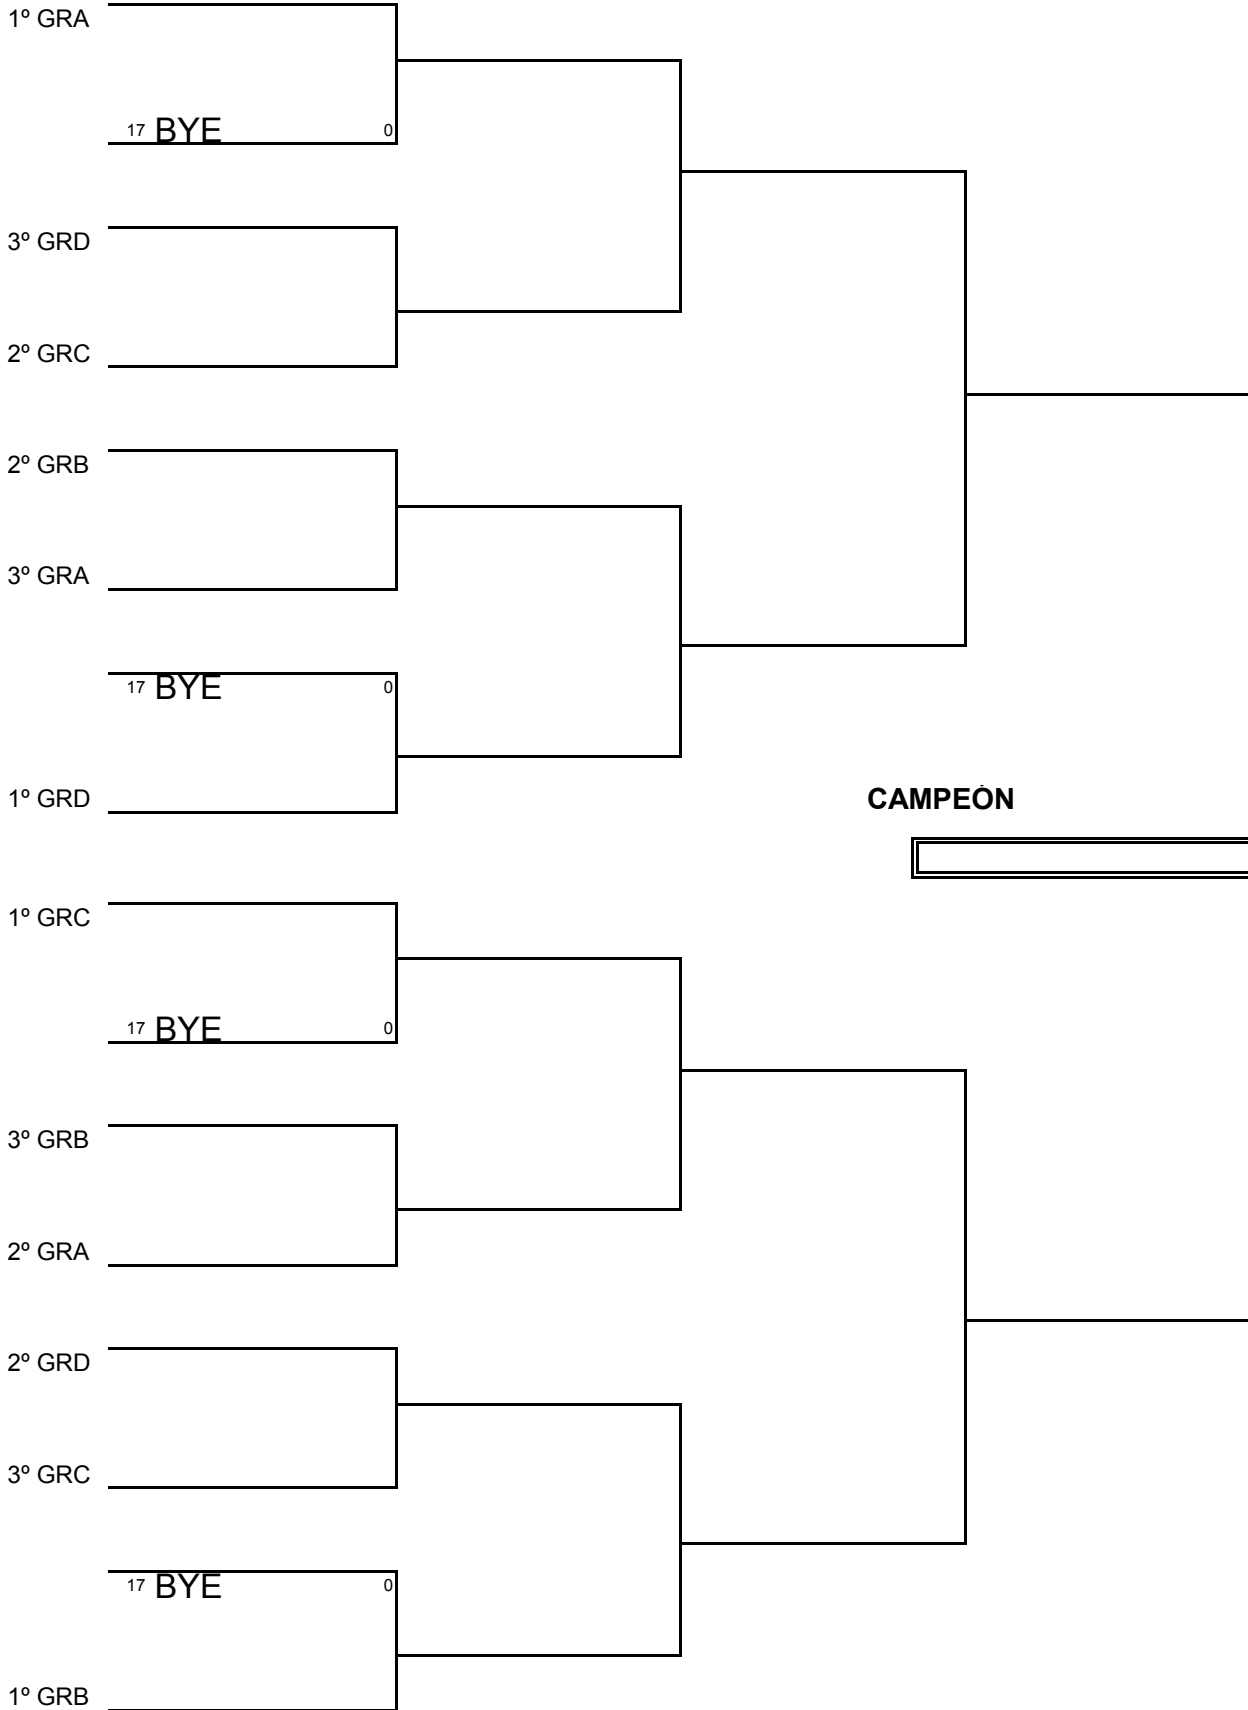 1º GRA
17 BYE 0
3º GRD
2º GRC
2º GRB
3º GRA
17 BYE 0
1º GRD
CAMPEÓN
1º GRC
17 BYE 0
3º GRB
2º GRA
2º GRD
3º GRC
17 BYE 0
1º GRB